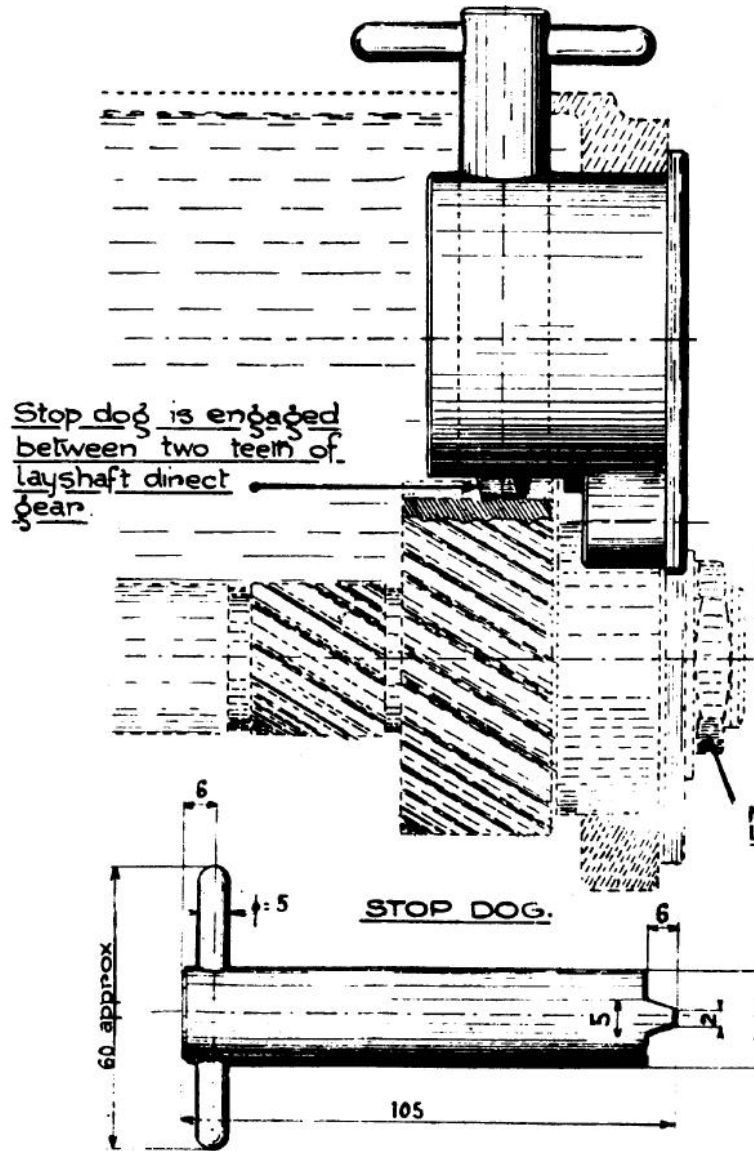 Stop dog is engaged
between two teeth of
layshaft direct
gear.
6
ϕ: 5
STOP DOG.
6
60 approx
5
2
105